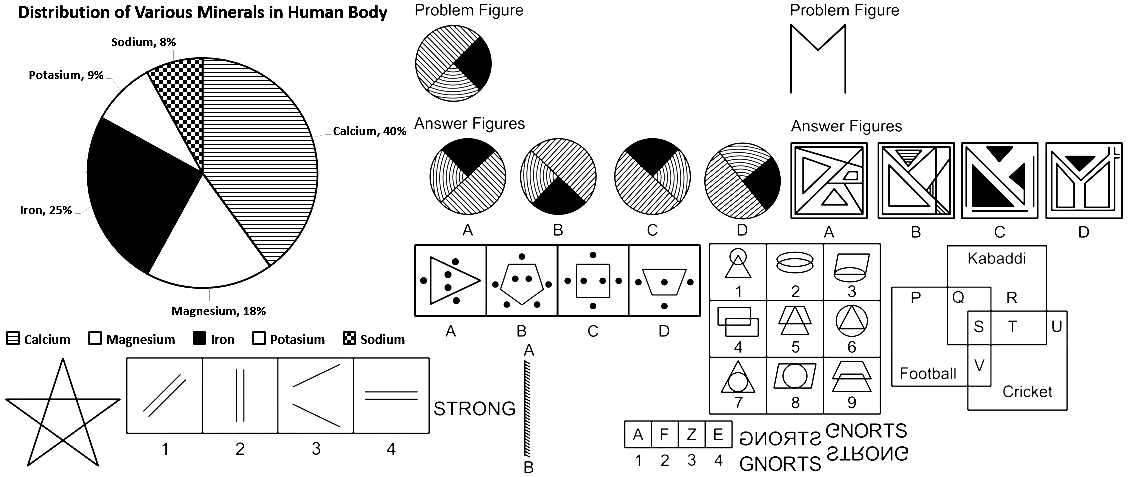 Distribution of Various Minerals in Human Body
Sodium, 8%
Potasium, 9%
Calcium, 40%
Iron, 25%
Magnesium, 18%
Calcium Magnesium Iron Potasium Sodium
Problem Figure
Answer Figures
A B C D
Problem Figure
Answer Figures
A B C D
A B C D
1 2 3
4 5 6
7 8 9
Kabaddi
P Q R
S T U
V
Football
Cricket
1 2 3 4
STRONG
A
B
A F Z E
1 2 3 4
GNORTS
GNORTS
GNORTS
STRONG